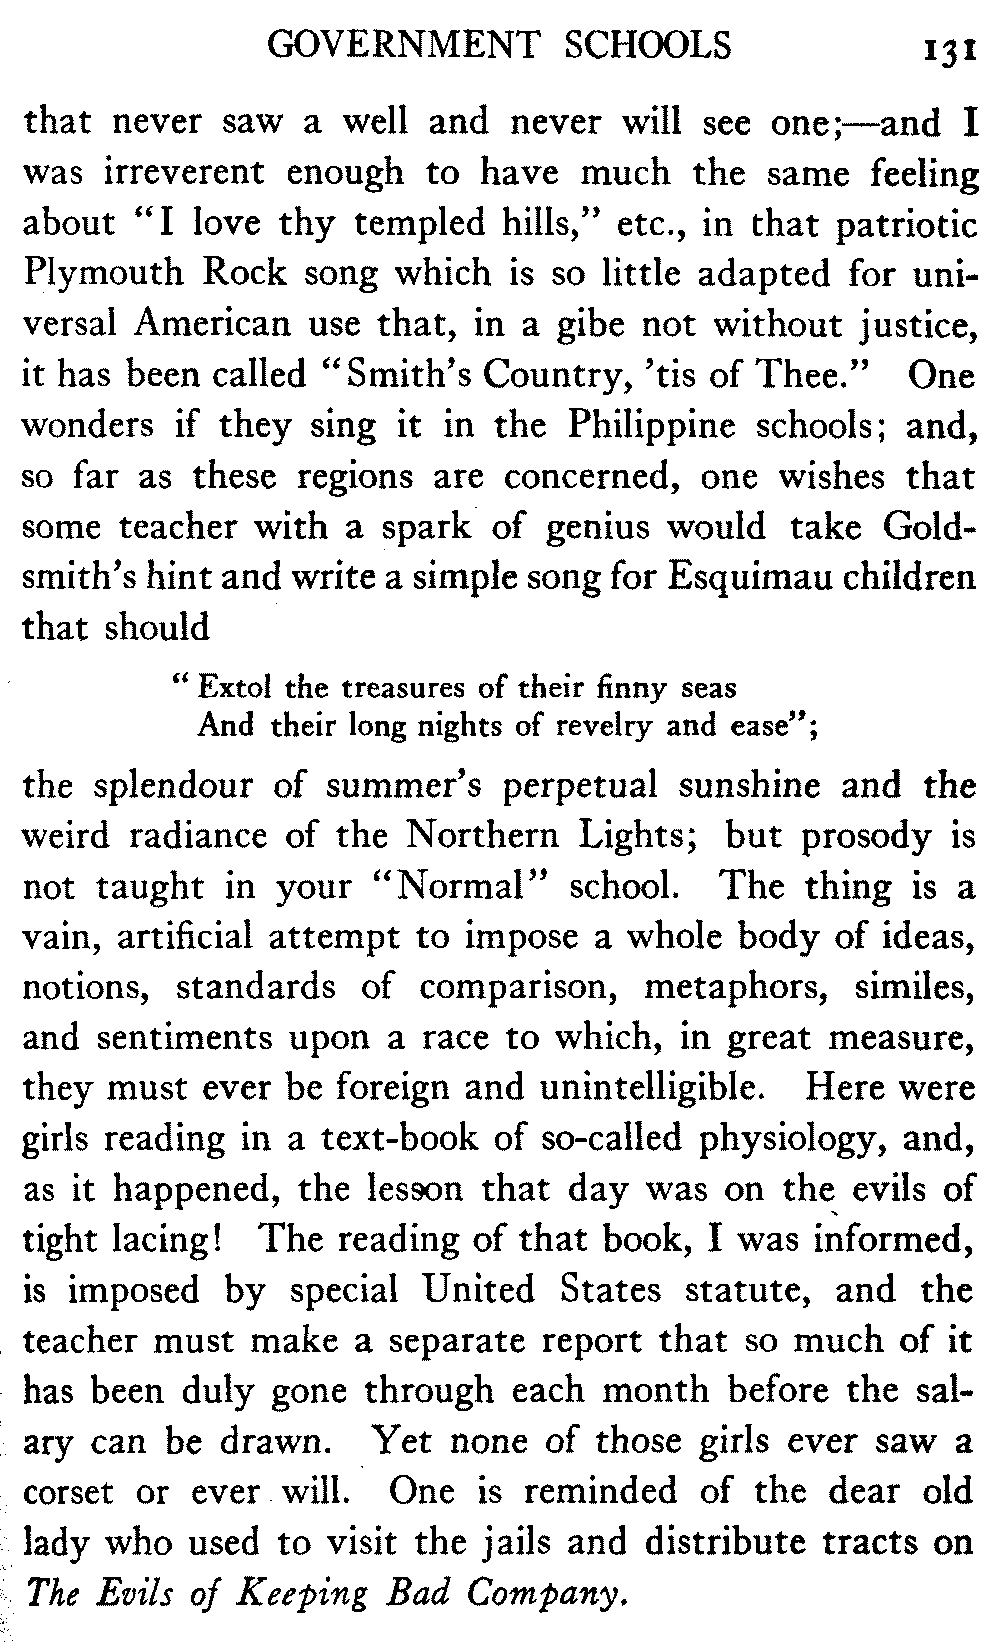 GOVERNMENT SCHOOLS 131
that never saw a well and never will see one;—and I
was irreverent enough to have much the same feeling
about "I love thy templed hills," etc., in that patriotic
Plymouth Rock song which is so little adapted for uni-
versal American use that, in a gibe not without justice,
it has been called "Smith's Country, 'tis of Thee." One
wonders if they sing it in the Philippine schools; and,
so far as these regions are concerned, one wishes that
some teacher with a spark of genius would take Gold-
smith's hint and write a simple song for Esquimau children
that should
"Extol the treasures of their finny seas
And their long nights of revelry and ease";
the splendour of summer's perpetual sunshine and the
weird radiance of the Northern Lights; but prosody is
not taught in your "Normal" school. The thing is a
vain, artificial attempt to impose a whole body of ideas,
notions, standards of comparison, metaphors, similes,
and sentiments upon a race to which, in great measure,
they must ever be foreign and unintelligible. Here were
girls reading in a text-book of so-called physiology, and,
as it happened, the lesson that day was on the evils of
tight lacing! The reading of that book, I was informed,
is imposed by special United States statute, and the
teacher must make a separate report that so much of it
has been duly gone through each month before the sal-
ary can be drawn. Yet none of those girls ever saw a
corset or ever will. One is reminded of the dear old
lady who used to visit the jails and distribute tracts on
The Evils of Keeping Bad Company.